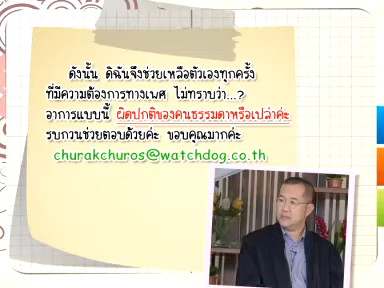 ดังนั้น ดิฉันจึงช่วยเหลือตัวเองทุกครั้ง
ที่มีความต้องการทางเพศ ไม่ทราบว่า...?
อาการแบบนี้ ผิดปกติของคนธรรมดาหรือเปล่าค่ะ
รบกวนช่วยตอบด้วยค่ะ ขอบคุณมากค่ะ
churakchuros@watchdog.co.th